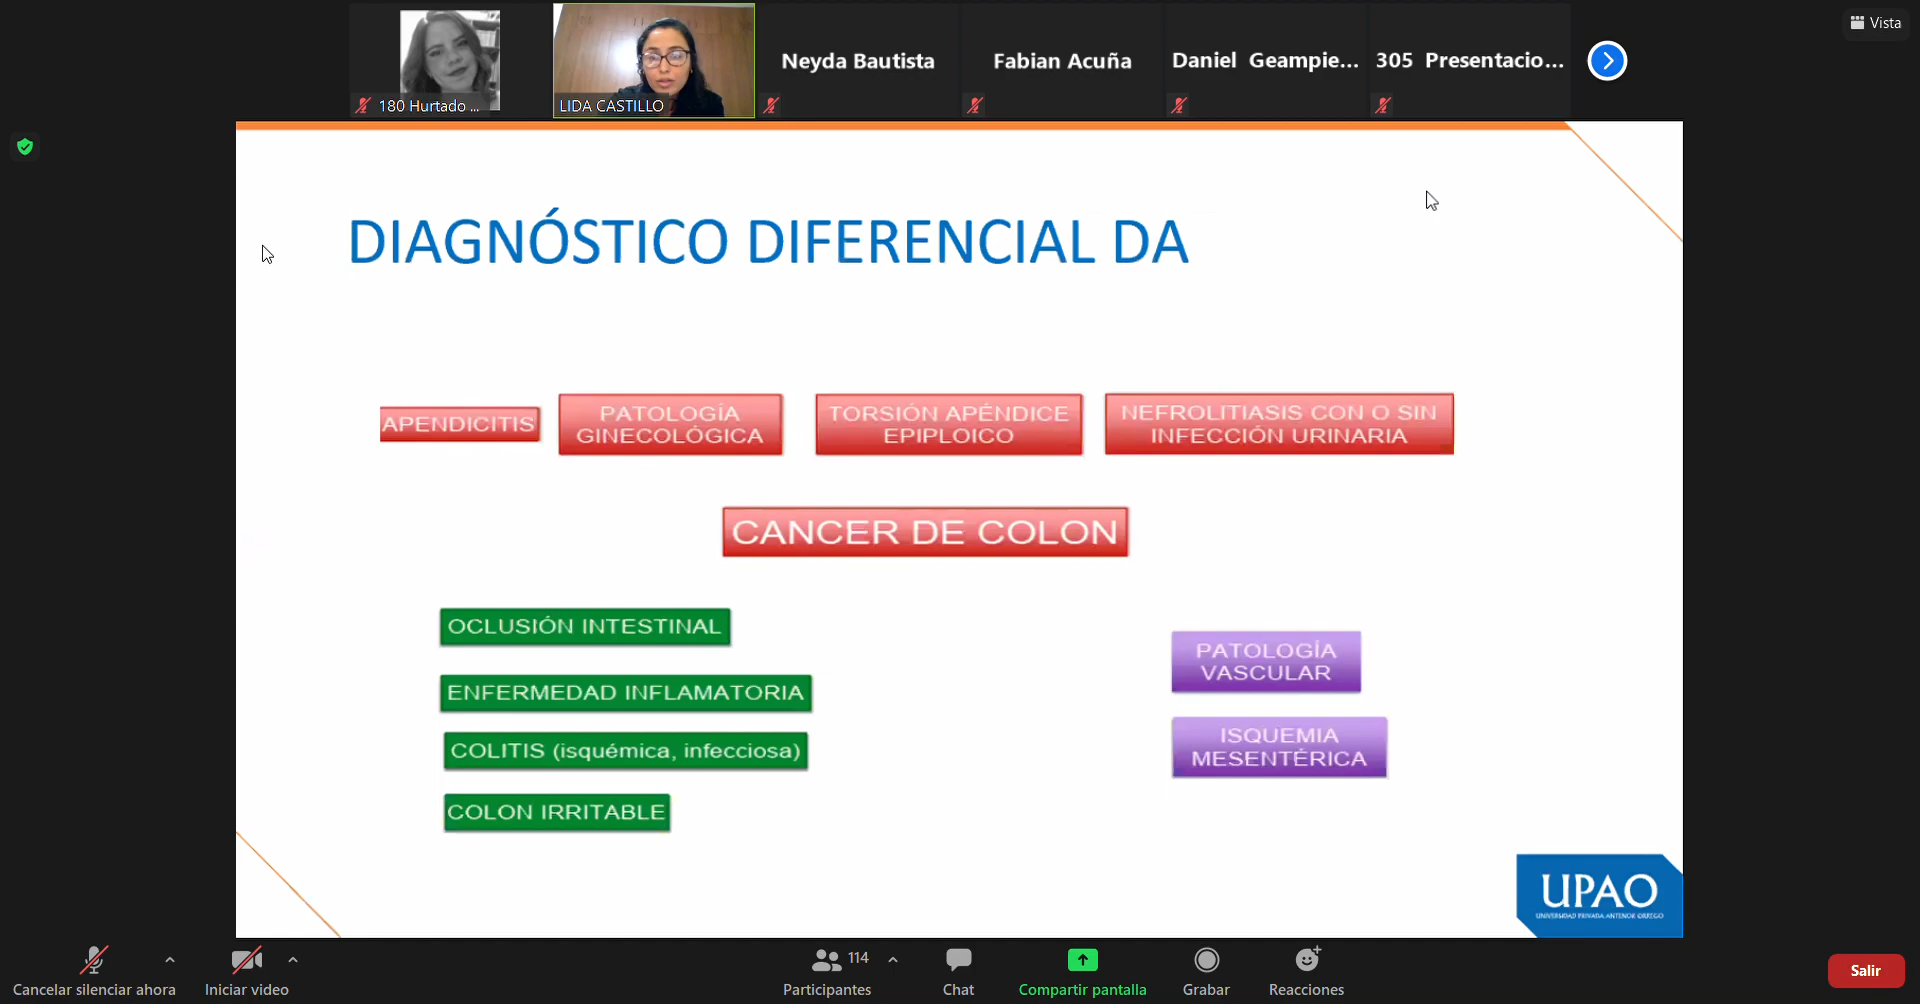 Vista
180 Hurtado ...
LIDA CASTILLO
Neyda Bautista
Fabian Acuña
Daniel Geampie...
305 Presentacio...
DIAGNÓSTICO DIFERENCIAL DA
APENDICITIS
PATOLOGÍA
GINECOLÓGICA
TORSIÓN APÉNDICE
EPIPLOICO
NEFROLITIASIS CON O SIN
INFECCIÓN URINARIA
CANCER DE COLON
OCLUSIÓN INTESTINAL
ENFERMEDAD INFLAMATORIA
COLITIS (isquémica, infecciosa)
COLON IRRITABLE
PATOLOGÍA
VASCULAR
ISQUEMIA
MESENTÉRICA
UPAO
UNIVERSIDAD PRIVADA ANTENOR ORREGO
Cancelar silenciar ahora
Iniciar video
114
Participantes
Chat
Compartir pantalla
Grabar
Reacciones
Salir